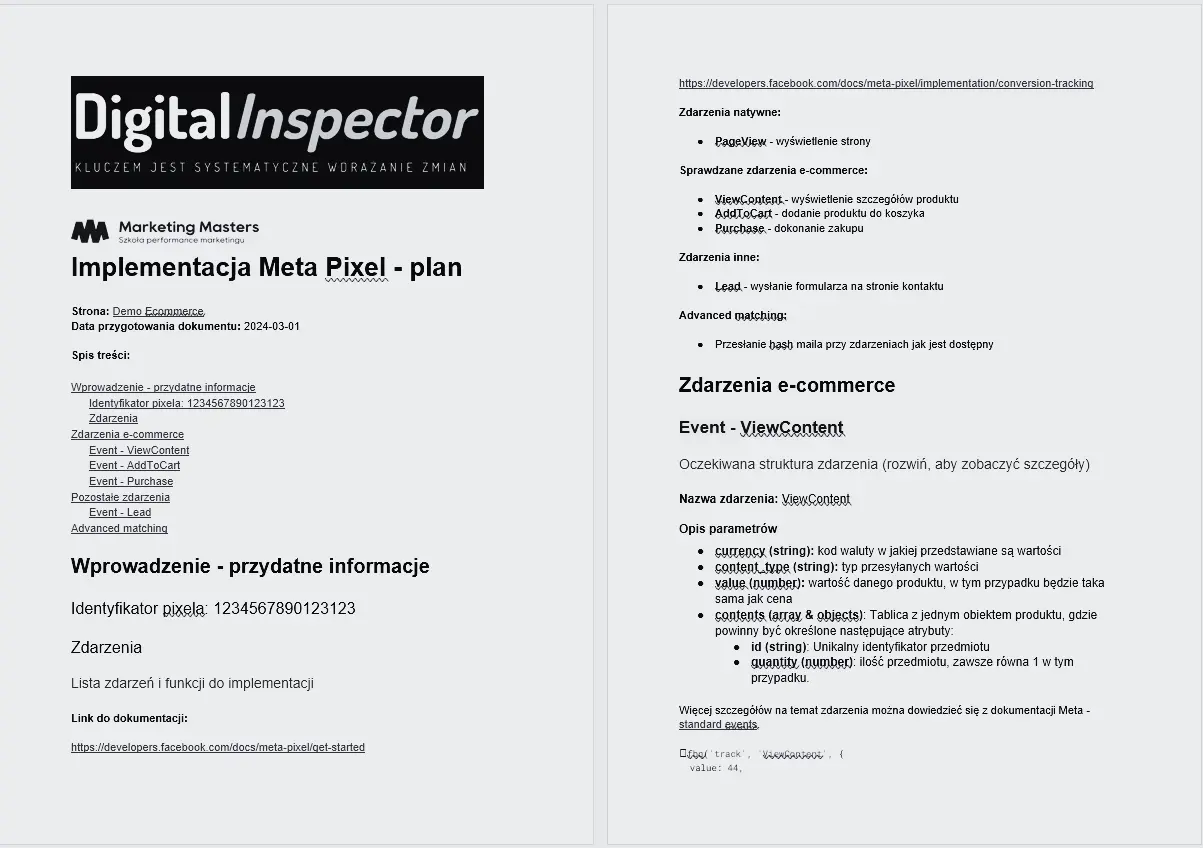 Digital Inspector
KLUCZEM JEST SYSTEMATYCZNE WDRAŻANIE ZMIAN
Marketing Masters
Szkoła performance marketingu
Implementacja Meta Pixel - plan
Strona: Demo Ecommerce
Data przygotowania dokumentu: 2024-03-01
Spis treści:
Wprowadzenie - przydatne informacje
Identyfikator pixela: 1234567890123123
Zdarzenia
Zdarzenia e-commerce
Event - ViewContent
Event - AddToCart
Event - Purchase
Pozostałe zdarzenia
Event - Lead
Advanced matching
Wprowadzenie - przydatne informacje
Identyfikator pixela: 1234567890123123
Zdarzenia
Lista zdarzeń i funkcji do implementacji
Link do dokumentacji:
https://developers.facebook.com/docs/meta-pixel/get-started
https://developers.facebook.com/docs/meta-pixel/implementation/conversion-tracking
Zdarzenia natywne:
● PageView - wyświetlenie strony
Sprawdzane zdarzenia e-commerce:
● ViewContent - wyświetlenie szczegółów produktu
● AddToCart - dodanie produktu do koszyka
● Purchase - dokonanie zakupu
Zdarzenia inne:
● Lead - wysłanie formularza na stronie kontaktu
Advanced matching:
● Przesłanie hash maila przy zdarzeniach jak jest dostępny
Zdarzenia e-commerce
Event - ViewContent
Oczekiwana struktura zdarzenia (rozwiń, aby zobaczyć szczegóły)
Nazwa zdarzenia: ViewContent
Opis parametrów
● currency (string): kod waluty w jakiej przedstawiane są wartości
● content_type (string): typ przesyłanych wartości
● value (number): wartość danego produktu, w tym przypadku będzie taka
sama jak cena
● contents (array & objects): Tablica z jednym obiektem produktu, gdzie
powinny być określone następujące atrybuty:
● id (string): Unikalny identyfikator przedmiotu
● quantity (number): ilość przedmiotu, zawsze równa 1 w tym
przypadku.
Więcej szczegółów na temat zdarzenia można dowiedzieć się z dokumentacji Meta -
standard events.
fbq('track', 'ViewContent', {
value: 44,